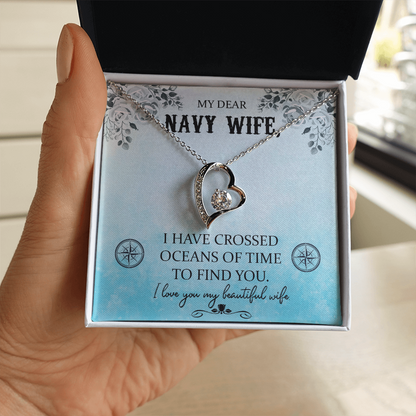 MY DEAR
NAVY WIFE,
I HAVE CROSSED
OCEANS OF TIME
TO FIND YOU.
I love you my beautiful wife